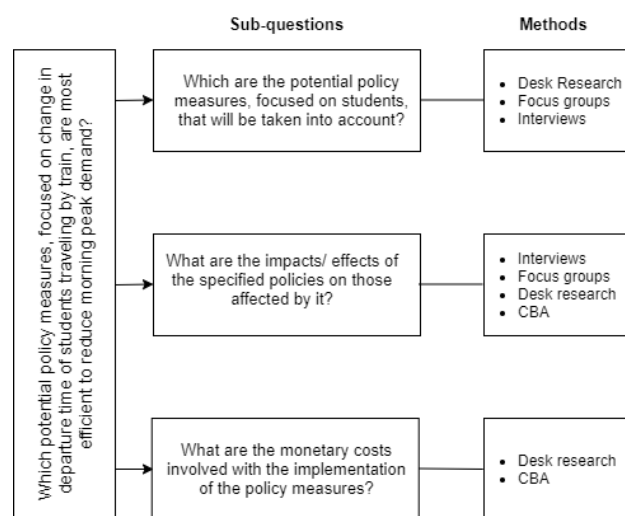 Sub-questions
Methods
Which potential policy measures, focused on change in
departure time of students traveling by train, are most
efficient to reduce morning peak demand?
Which are the potential policy
measures, focused on students,
that will be taken into account?
• Desk Research
• Focus groups
• Interviews
What are the impacts/ effects of
the specified policies on those
affected by it?
• Interviews
• Focus groups
• Desk research
• CBA
What are the monetary costs
involved with the implementation
of the policy measures?
• Desk research
• CBA